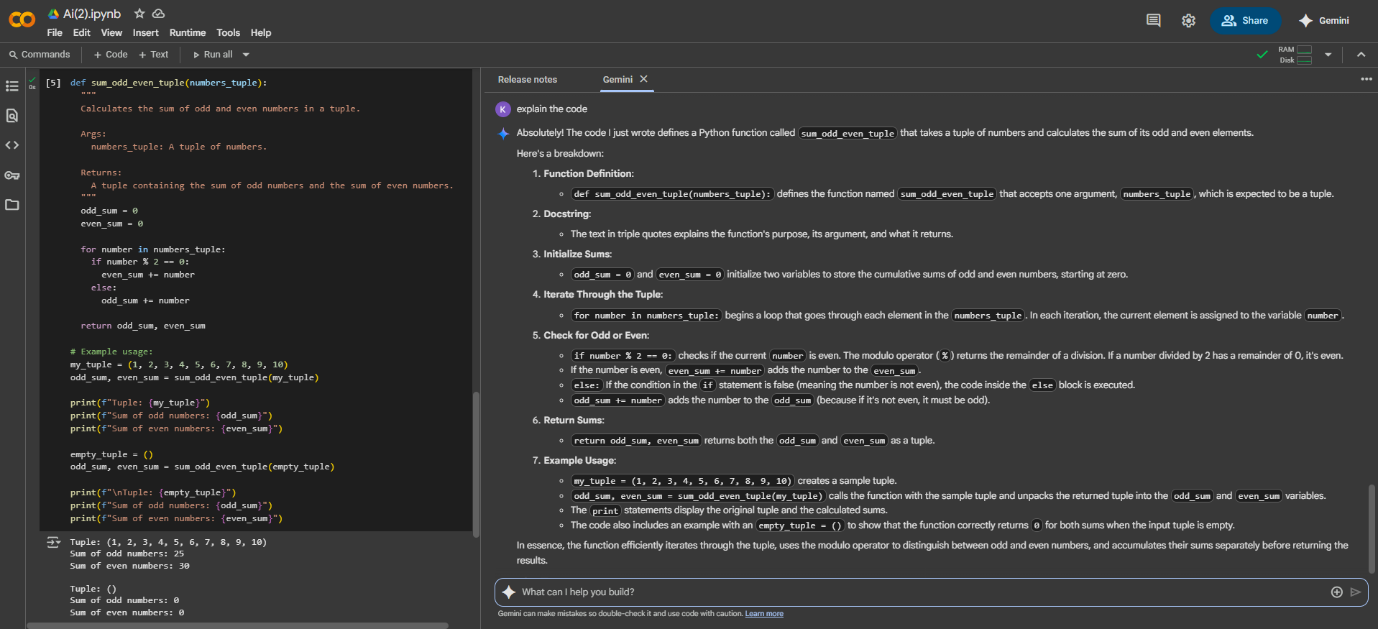 Ai(2).ipynb
File Edit View Insert Runtime Tools Help
Share
Gemini
Commands + Code + Text Run all
RAM
Disk
[5] def sum_odd_even_tuple(numbers_tuple):
0s
"""
Calculates the sum of odd and even numbers in a tuple.
Args:
numbers_tuple: A tuple of numbers.
Returns:
A tuple containing the sum of odd numbers and the sum of even numbers.
"""
odd_sum = 0
even_sum = 0
for number in numbers_tuple:
if number % 2 == 0:
even_sum += number
else:
odd_sum += number
return odd_sum, even_sum
# Example usage:
my_tuple = (1, 2, 3, 4, 5, 6, 7, 8, 9, 10)
odd_sum, even_sum = sum_odd_even_tuple(my_tuple)
print(f"Tuple: {my_tuple}")
print(f"Sum of odd numbers: {odd_sum}")
print(f"Sum of even numbers: {even_sum}")
empty_tuple = ()
odd_sum, even_sum = sum_odd_even_tuple(empty_tuple)
print(f"\nTuple: {empty_tuple}")
print(f"Sum of odd numbers: {odd_sum}")
print(f"Sum of even numbers: {even_sum}")
Tuple: (1, 2, 3, 4, 5, 6, 7, 8, 9, 10)
Sum of odd numbers: 25
Sum of even numbers: 30
Tuple: ()
Sum of odd numbers: 0
Sum of even numbers: 0
Release notes Gemini
K explain the code
Absolutely! The code I just wrote defines a Python function called sum_odd_even_tuple that takes a tuple of numbers and calculates the sum of its odd and even elements.
Here's a breakdown:
1. Function Definition:
def sum_odd_even_tuple(numbers_tuple): defines the function named sum_odd_even_tuple that accepts one argument, numbers_tuple, which is expected to be a tuple.
2. Docstring:
The text in triple quotes explains the function's purpose, its argument, and what it returns.
3. Initialize Sums:
odd_sum = 0 and even_sum = 0 initialize two variables to store the cumulative sums of odd and even numbers, starting at zero.
4. Iterate Through the Tuple:
for number in numbers_tuple: begins a loop that goes through each element in the numbers_tuple. In each iteration, the current element is assigned to the variable number.
5. Check for Odd or Even:
if number % 2 == 0: checks if the current number is even. The modulo operator (%) returns the remainder of a division. If a number divided by 2 has a remainder of 0, it's even.
If the number is even, even_sum += number adds the number to the even_sum.
else: If the condition in the if statement is false (meaning the number is not even), the code inside the else block is executed.
odd_sum += number adds the number to the odd_sum (because if it's not even, it must be odd).
6. Return Sums:
return odd_sum, even_sum returns both the odd_sum and even_sum as a tuple.
7. Example Usage:
my_tuple = (1, 2, 3, 4, 5, 6, 7, 8, 9, 10) creates a sample tuple.
odd_sum, even_sum = sum_odd_even_tuple(my_tuple) calls the function with the sample tuple and unpacks the returned tuple into the odd_sum and even_sum variables.
The print statements display the original tuple and the calculated sums.
The code also includes an example with an empty_tuple = () to show that the function correctly returns 0 for both sums when the input tuple is empty.
In essence, the function efficiently iterates through the tuple, uses the modulo operator to distinguish between odd and even numbers, and accumulates their sums separately before returning the
results.
What can I help you build?
Gemini can make mistakes so double-check it and use code with caution. Learn more